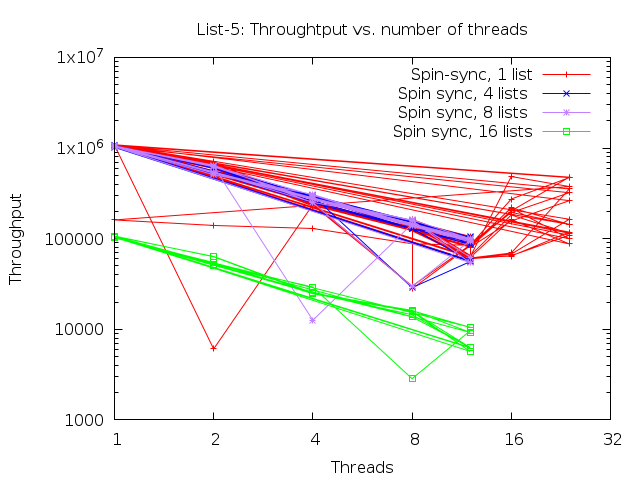 List-5: Throughtput vs. number of threads
1x10^7
1x10^6
100000
10000
1000
Throughput
Spin-sync, 1 list
Spin sync, 4 lists
Spin sync, 8 lists
Spin sync, 16 lists
1 2 4 8 16 32
Threads